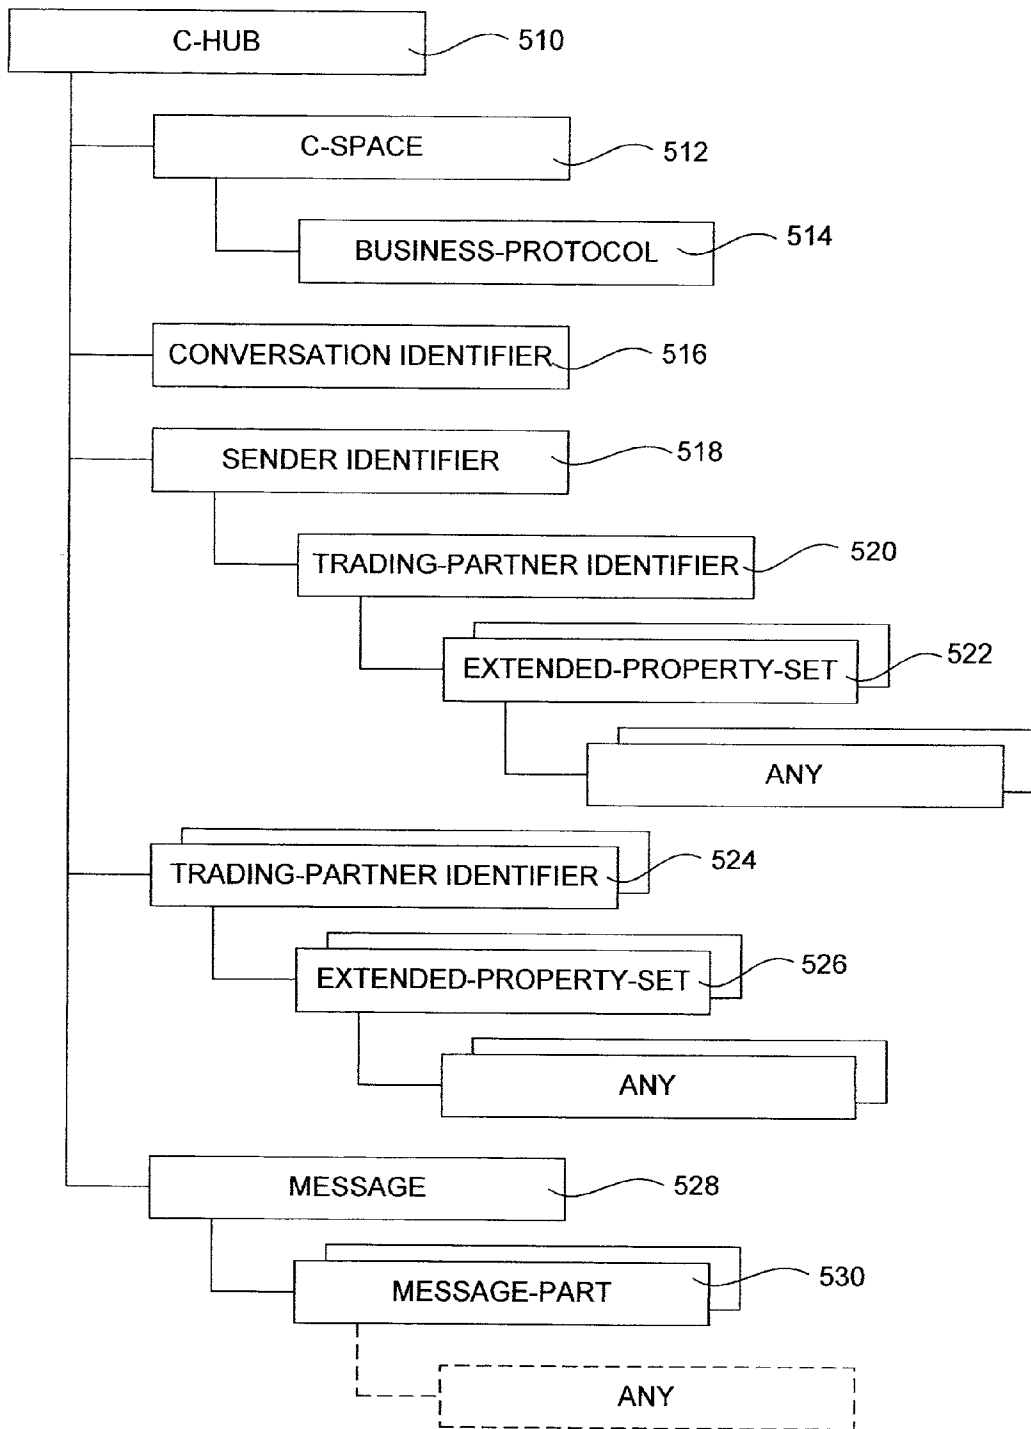 C-HUB 510
C-SPACE 512
BUSINESS-PROTOCOL 514
CONVERSATION IDENTIFIER 516
SENDER IDENTIFIER 518
TRADING-PARTNER IDENTIFIER 520
EXTENDED-PROPERTY-SET 522
ANY
TRADING-PARTNER IDENTIFIER 524
EXTENDED-PROPERTY-SET 526
ANY
MESSAGE 528
MESSAGE-PART 530
ANY